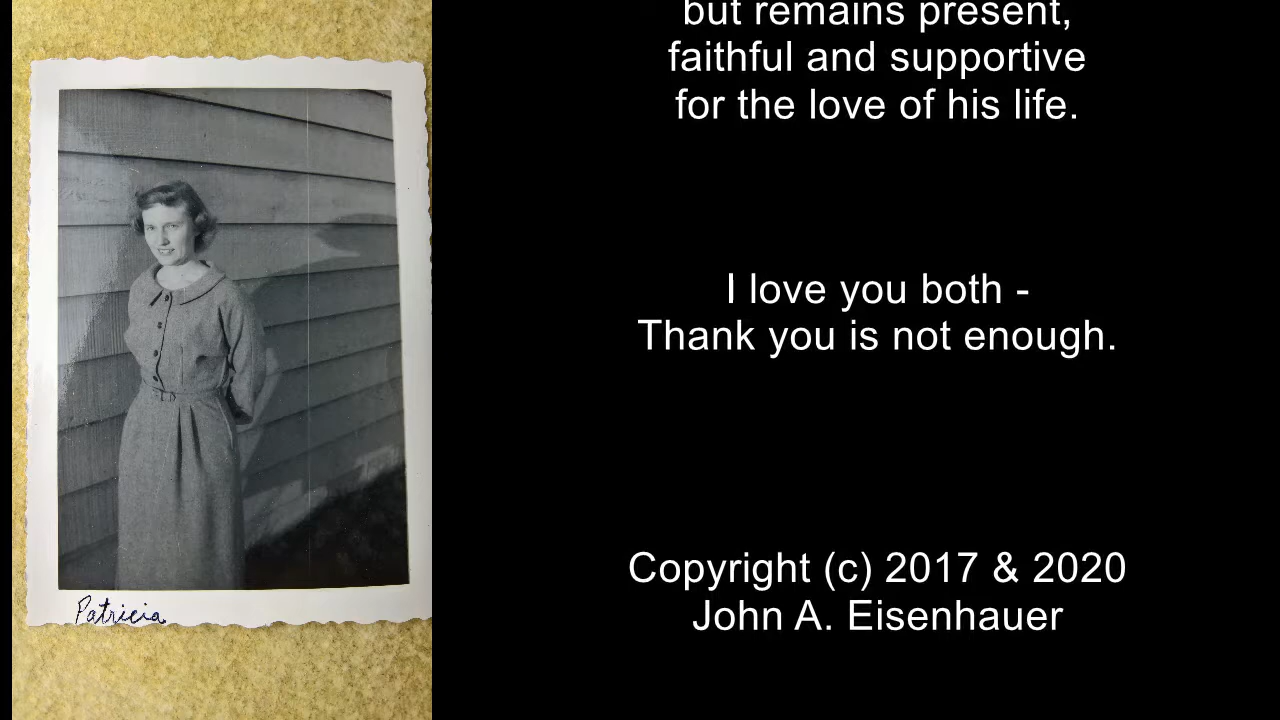 but remains present,
faithful and supportive
for the love of his life.
I love you both -
Thank you is not enough.
Copyright (c) 2017 & 2020
John A. Eisenhauer
Patricia